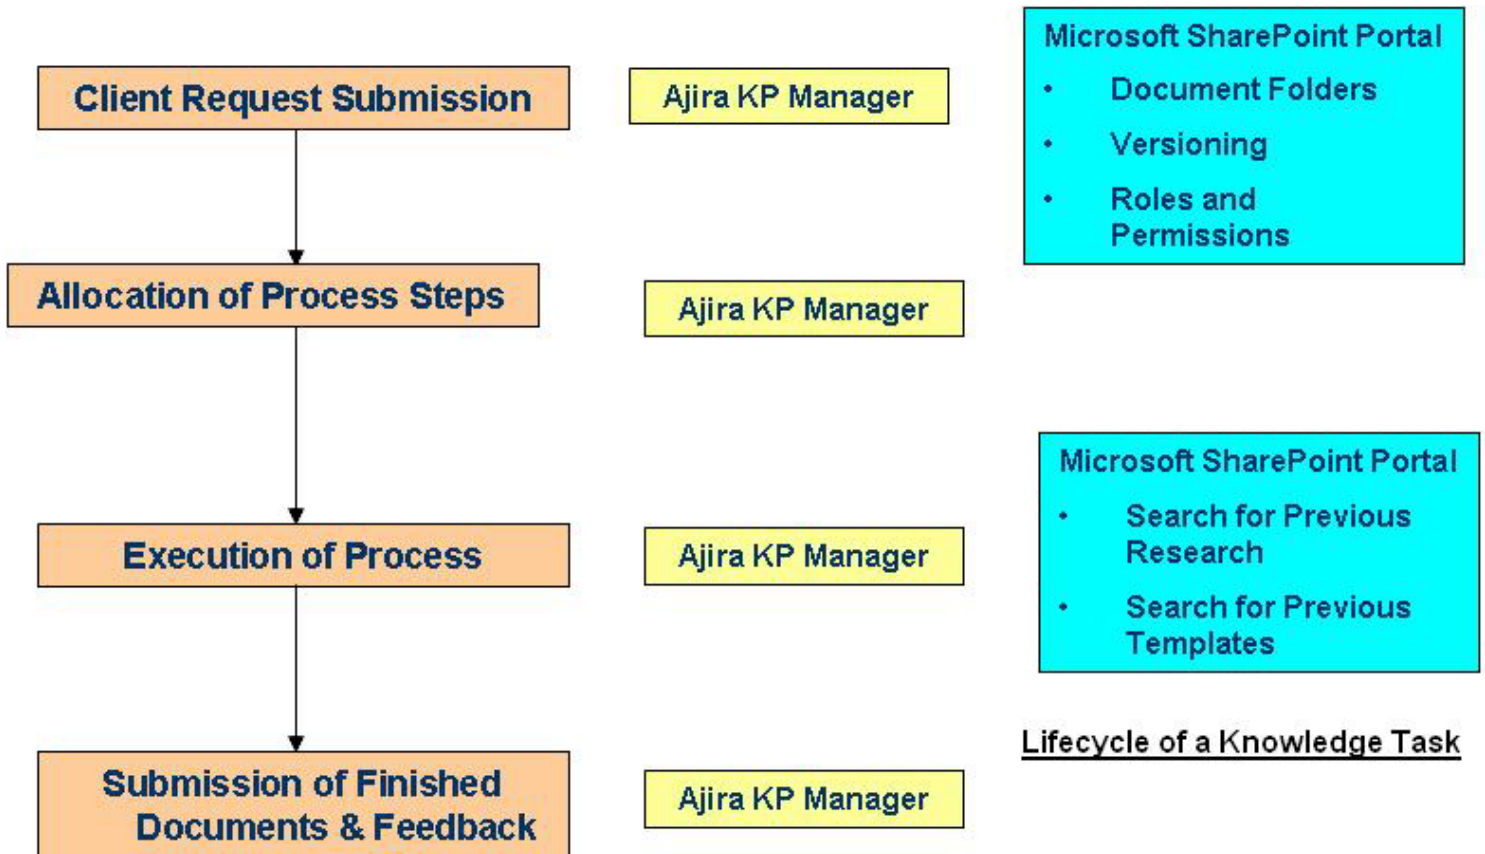 Client Request Submission
Ajira KP Manager
Microsoft SharePoint Portal
• Document Folders
• Versioning
• Roles and
Permissions
Allocation of Process Steps
Ajira KP Manager
Execution of Process
Ajira KP Manager
Microsoft SharePoint Portal
• Search for Previous
Research
• Search for Previous
Templates
Lifecycle of a Knowledge Task
Submission of Finished
Documents & Feedback
Ajira KP Manager